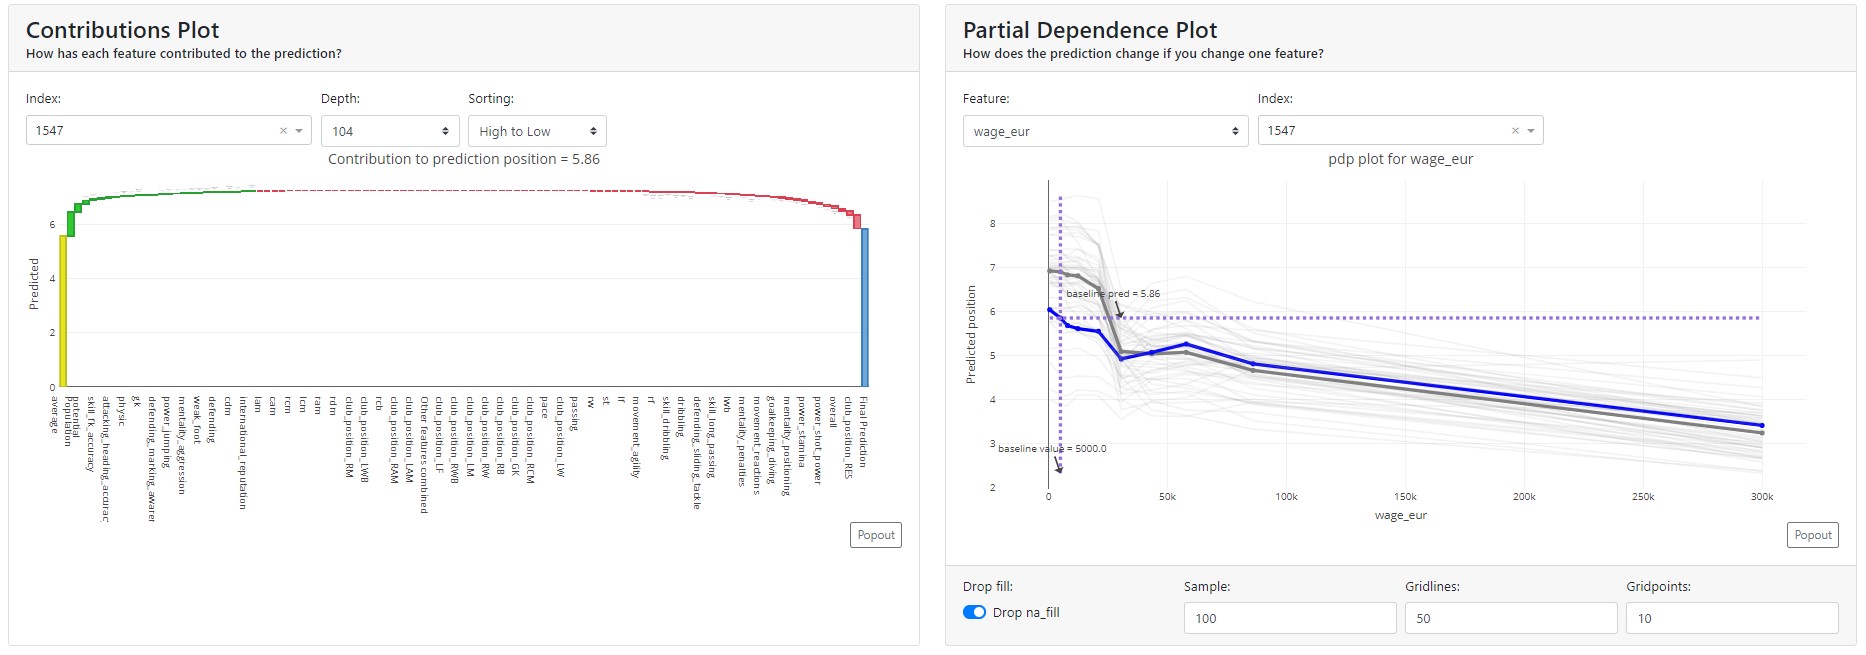 Contributions Plot
How has each feature contributed to the prediction?
Index:
Depth:
Sorting:
1547
104
High to Low
Contribution to prediction position = 5.86
Predicted
6
4
2
0
average
Population
potential
skill_fk_accuracy
attacking_heading_accurac
physic
gk
defending_marking_awarer
power_jumping
mentality_aggression
weak_foot
defending
cdm
international_reputation
lam
cam
rcm
lcm
ram
rdm
club_position_RM
club_position_LWB
rcb
club_position_RAM
club_position_LAM
Other features combined
club_position_LF
club_position_RWB
club_position_LM
club_position_RW
club_position_RB
club_position_GK
club_position_RCM
pace
club_position_LW
passing
rw
st
lf
movement_agility
rf
skill_dribbling
dribbling
defending_sliding_tackle
skill_long_passing
lwb
mentality_penalties
movement_reactions
goalkeeping_diving
mentality_positioning
power_stamina
power_shot_power
overall
club_position_RES
Final Prediction
Popout
Partial Dependence Plot
How does the prediction change if you change one feature?
Feature:
Index:
wage_eur
1547
pdp plot for wage_eur
Predicted position
8
7
6
5
4
3
2
baseline pred = 5.86
baseline value = 5000.0
0
50k
100k
150k
200k
250k
300k
wage_eur
Popout
Drop fill:
Sample:
Gridlines:
Gridpoints:
Drop na_fill
100
50
10